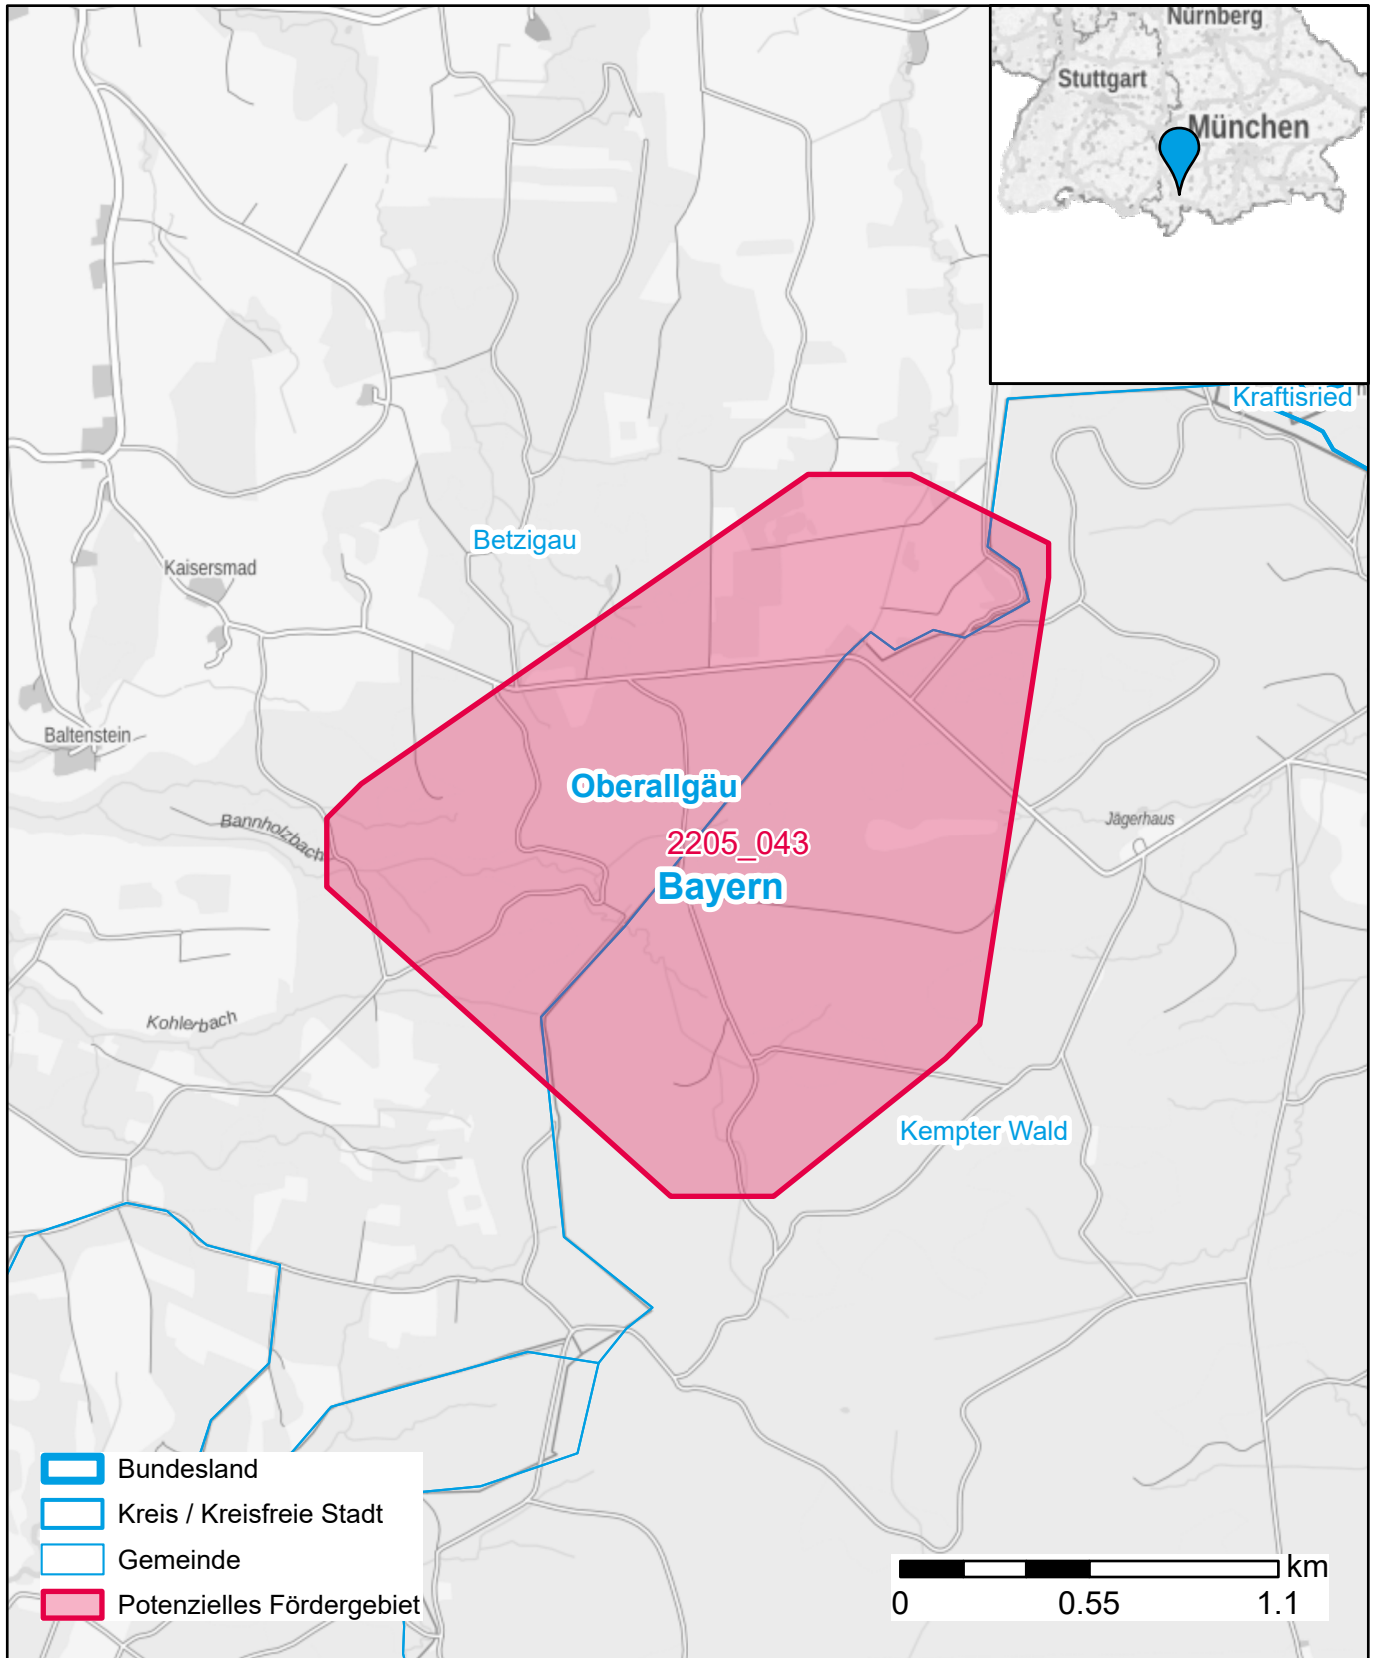 Nürnberg
Stuttgart
München
Kraftisried
Betzigau
Kaisersmad
Baltenstein
Oberallgäu
Bannholzbach
2205_043
Jägerhaus
Bayern
Kohlerbach
Kempter Wald
Bundesland
Kreis / Kreisfreie Stadt
Gemeinde
Potenzielles Fördergebiet
km
0 0.55 1.1